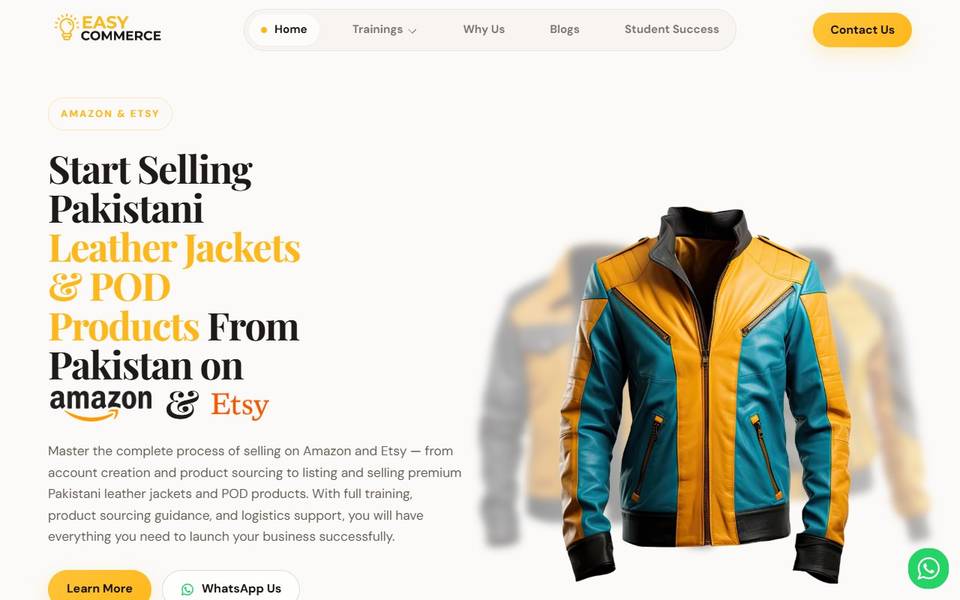 EASY
COMMERCE
Home
Trainings
Why Us
Blogs
Student Success
Contact Us
AMAZON & ETSY
Start Selling
Pakistani
Leather Jackets
& POD
Products From
Pakistan on
amazon & Etsy
Master the complete process of selling on Amazon and Etsy — from
account creation and product sourcing to listing and selling premium
Pakistani leather jackets and POD products. With full training,
product sourcing guidance, and logistics support, you will have
everything you need to launch your business successfully.
Learn More
WhatsApp Us